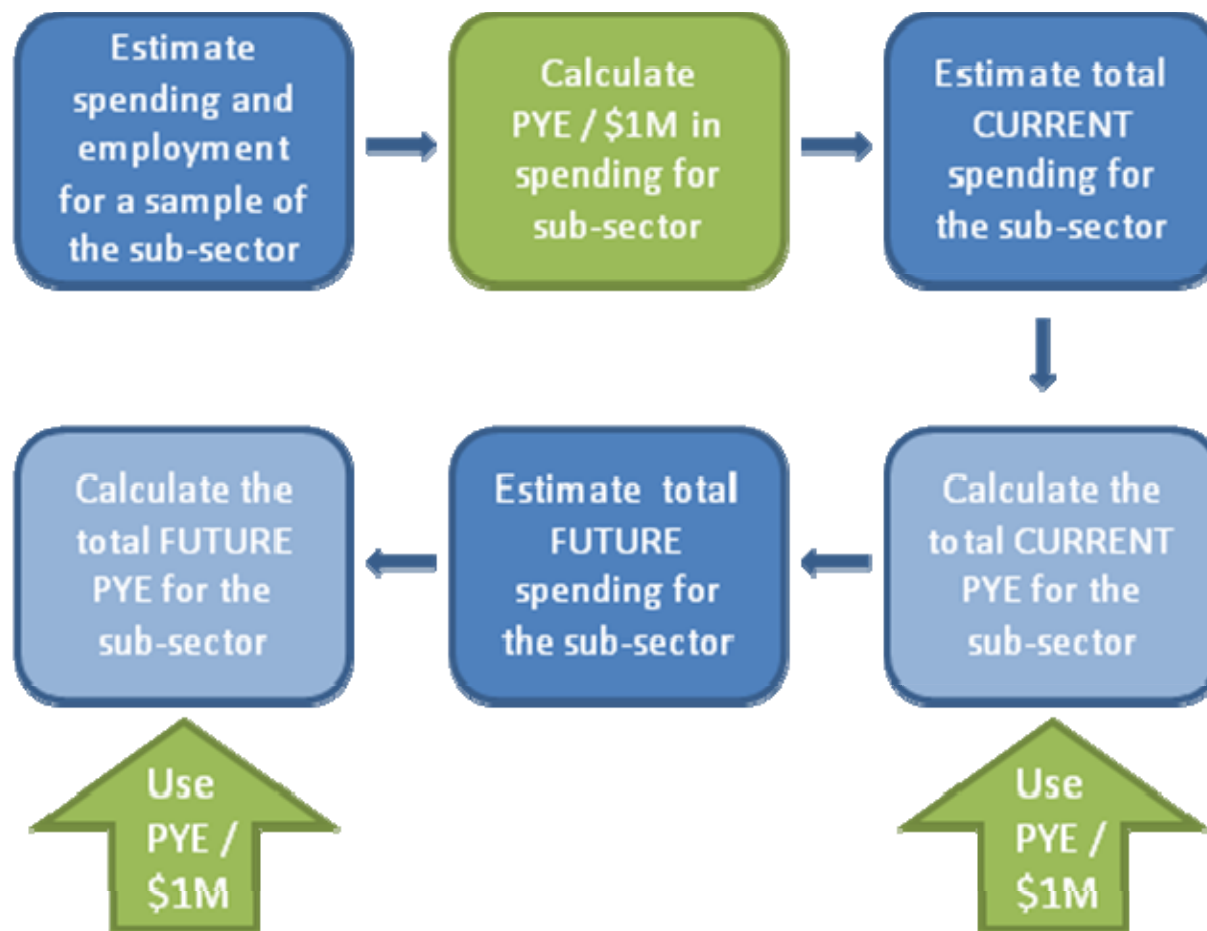 Estimate
spending and
employment
for a sample of
the sub-sector
Calculate
PYE / $1M in
spending for
sub-sector
Estimate total
CURRENT
spending for
the sub-sector
Calculate the
total CURRENT
PYE for the
sub-sector
Estimate total
FUTURE
spending for
the sub-sector
Calculate the
total FUTURE
PYE for the
sub-sector
Use
PYE /
$1M
Use
PYE /
$1M